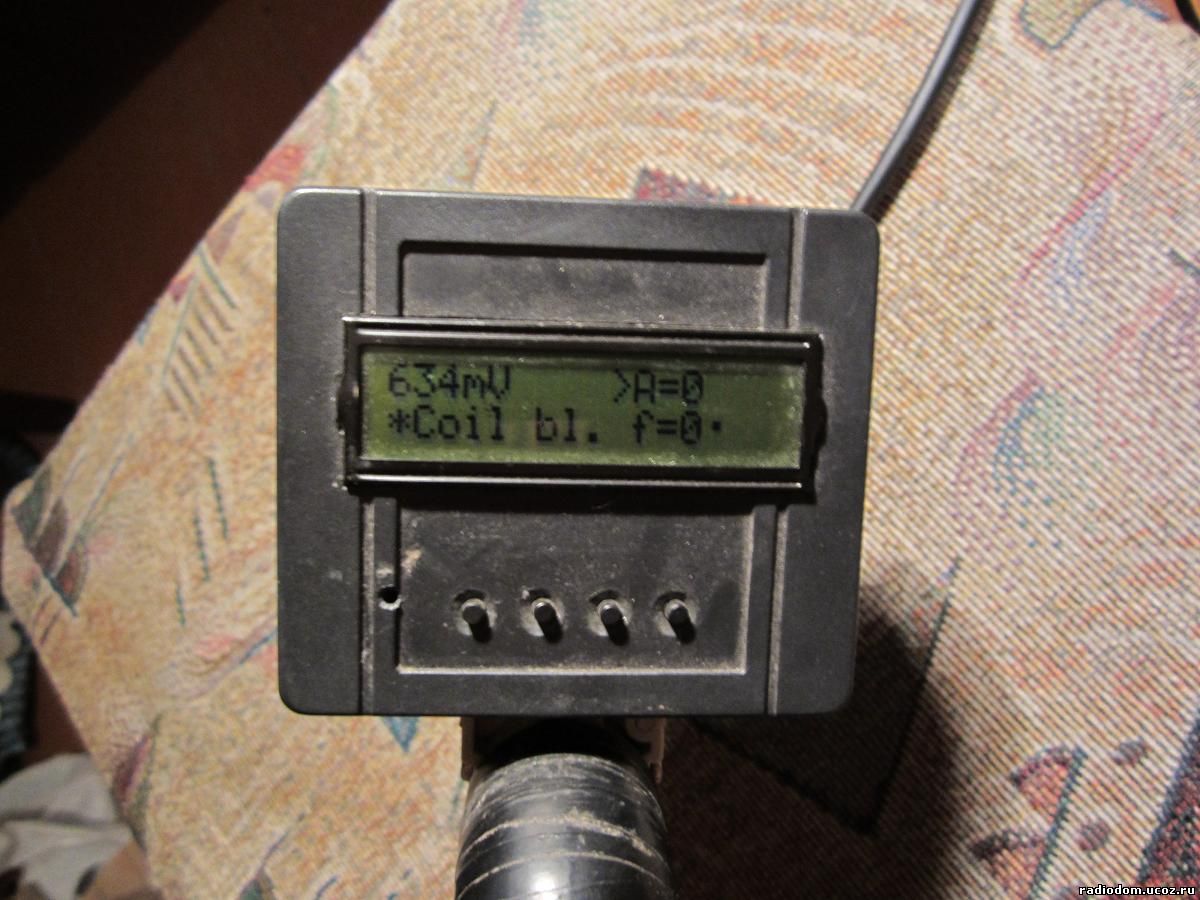 634mV >A=0
*Coil bl. f=0·
radiodom.ucoz.ru